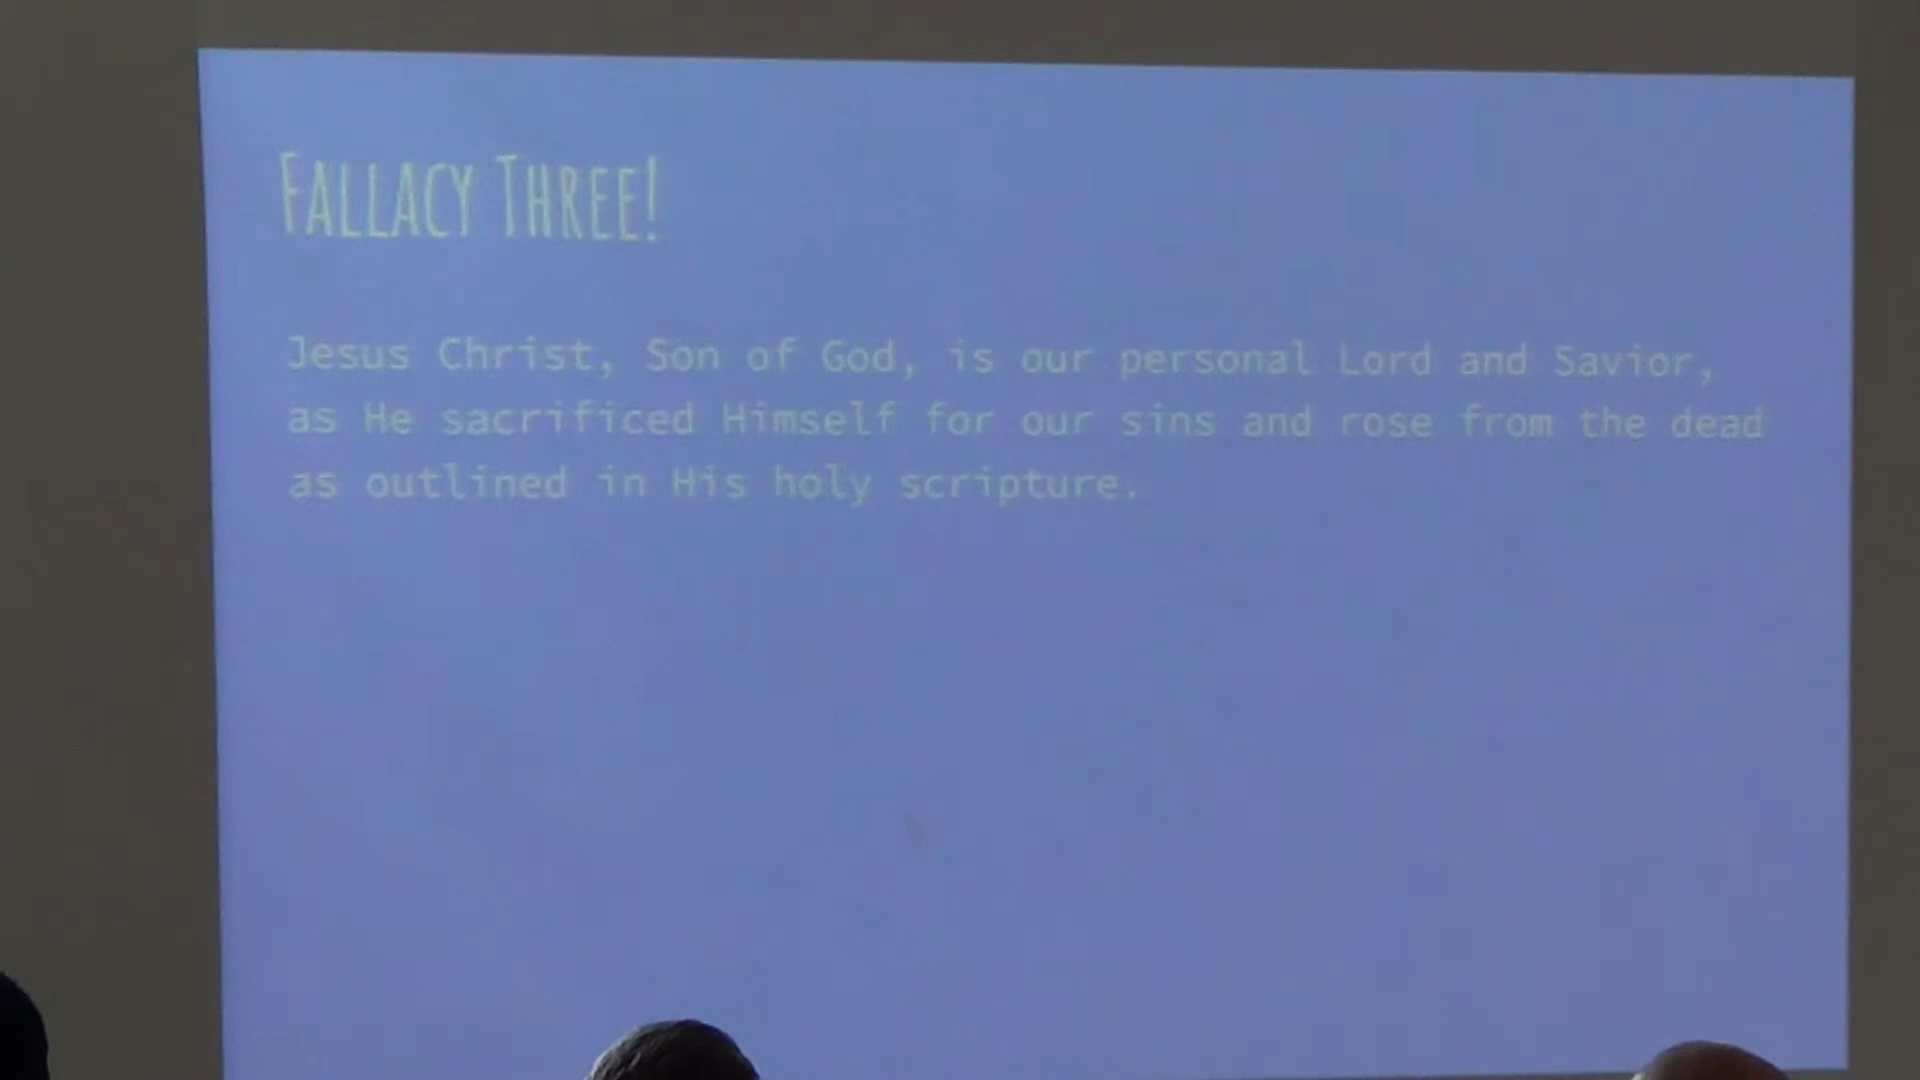 FALLACY THREE!
Jesus Christ, Son of God, is our personal Lord and Savior,
as He sacrificed Himself for our sins and rose from the dead
as outlined in His holy scripture.